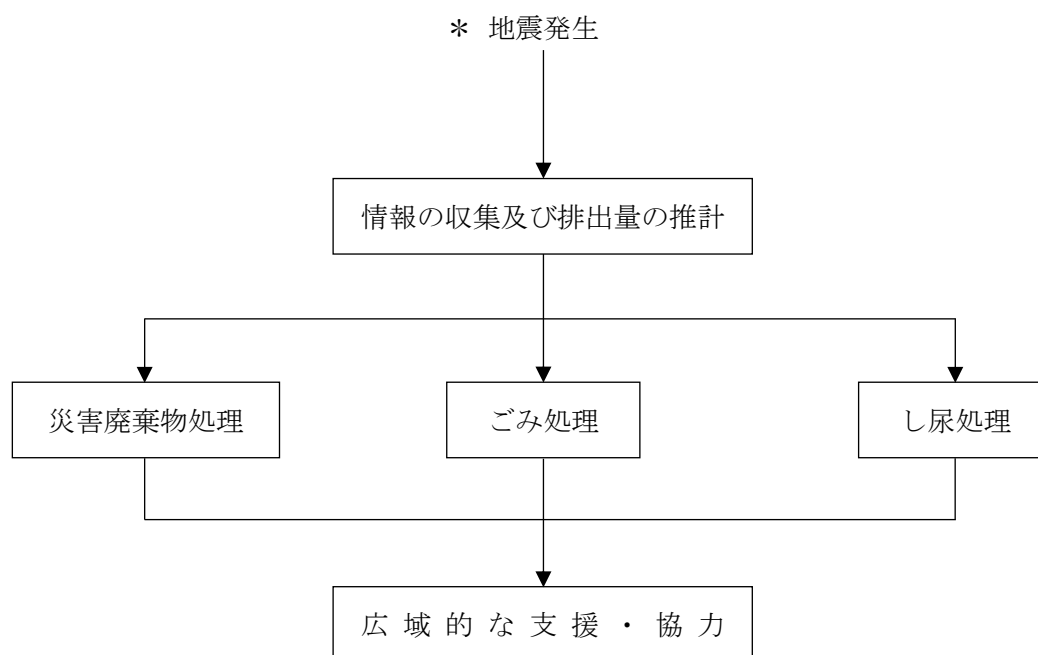 ＊ 地震発生
情報の収集及び排出量の推計
災害廃棄物処理
ごみ処理
し尿処理
広域的な支援・協力